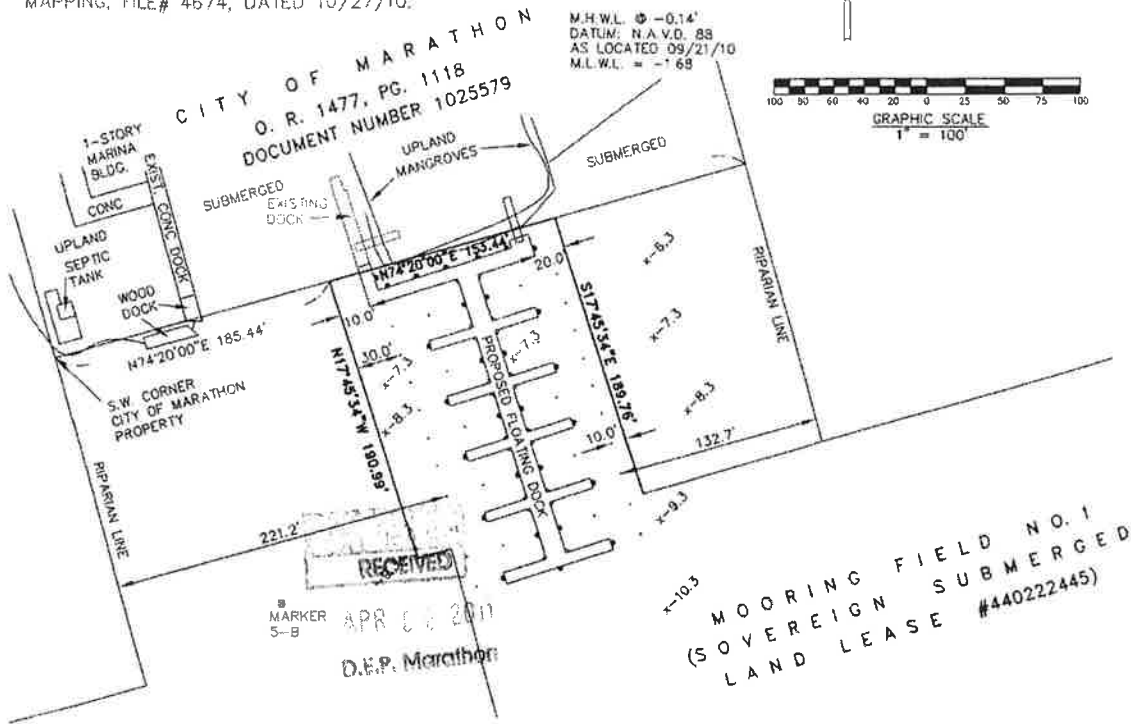 MAPPING, FILE# 4674, DATED 10/27/10.
CITY OF MARATHON
O. R. 1477, PG. 1118
DOCUMENT NUMBER 1025579
M.H.W.L. @ -0.14'
DATUM: N.A.V.D. 88
AS LOCATED 09/21/10
M.L.W.L. = -1.68
100 80 60 40 20 0 25 50 75 100
GRAPHIC SCALE
1" = 100'
1-STORY
MARINA
BLDG.
CONC
EXIST. CONC DOCK
UPLAND
SEPTIC
TANK
WOOD
DOCK
N74°20'00"E 185.44'
S.W. CORNER
CITY OF MARATHON
PROPERTY
SUBMERGED
EXISTING
DOCK
UPLAND
MANGROVES
SUBMERGED
N74°20'00"E 153.44'
20.0'
10.0'
30.0'
x-7.3
x-8.3
x-7.3
N17°45'34"W 190.99'
PROPOSED FLOATING DOCK
S17°45'34"E 189.76'
10.0'
x-7.3
x-8.3
132.7'
x-9.3
x-10.3
RIPARIAN LINE
RIPARIAN LINE
221.2'
RECEIVED
MARKER
5-B
APR 2011
D.E.P. Marathon
MOORING FIELD NO. 1
(SOVEREIGN SUBMERGED
LAND LEASE #440222445)